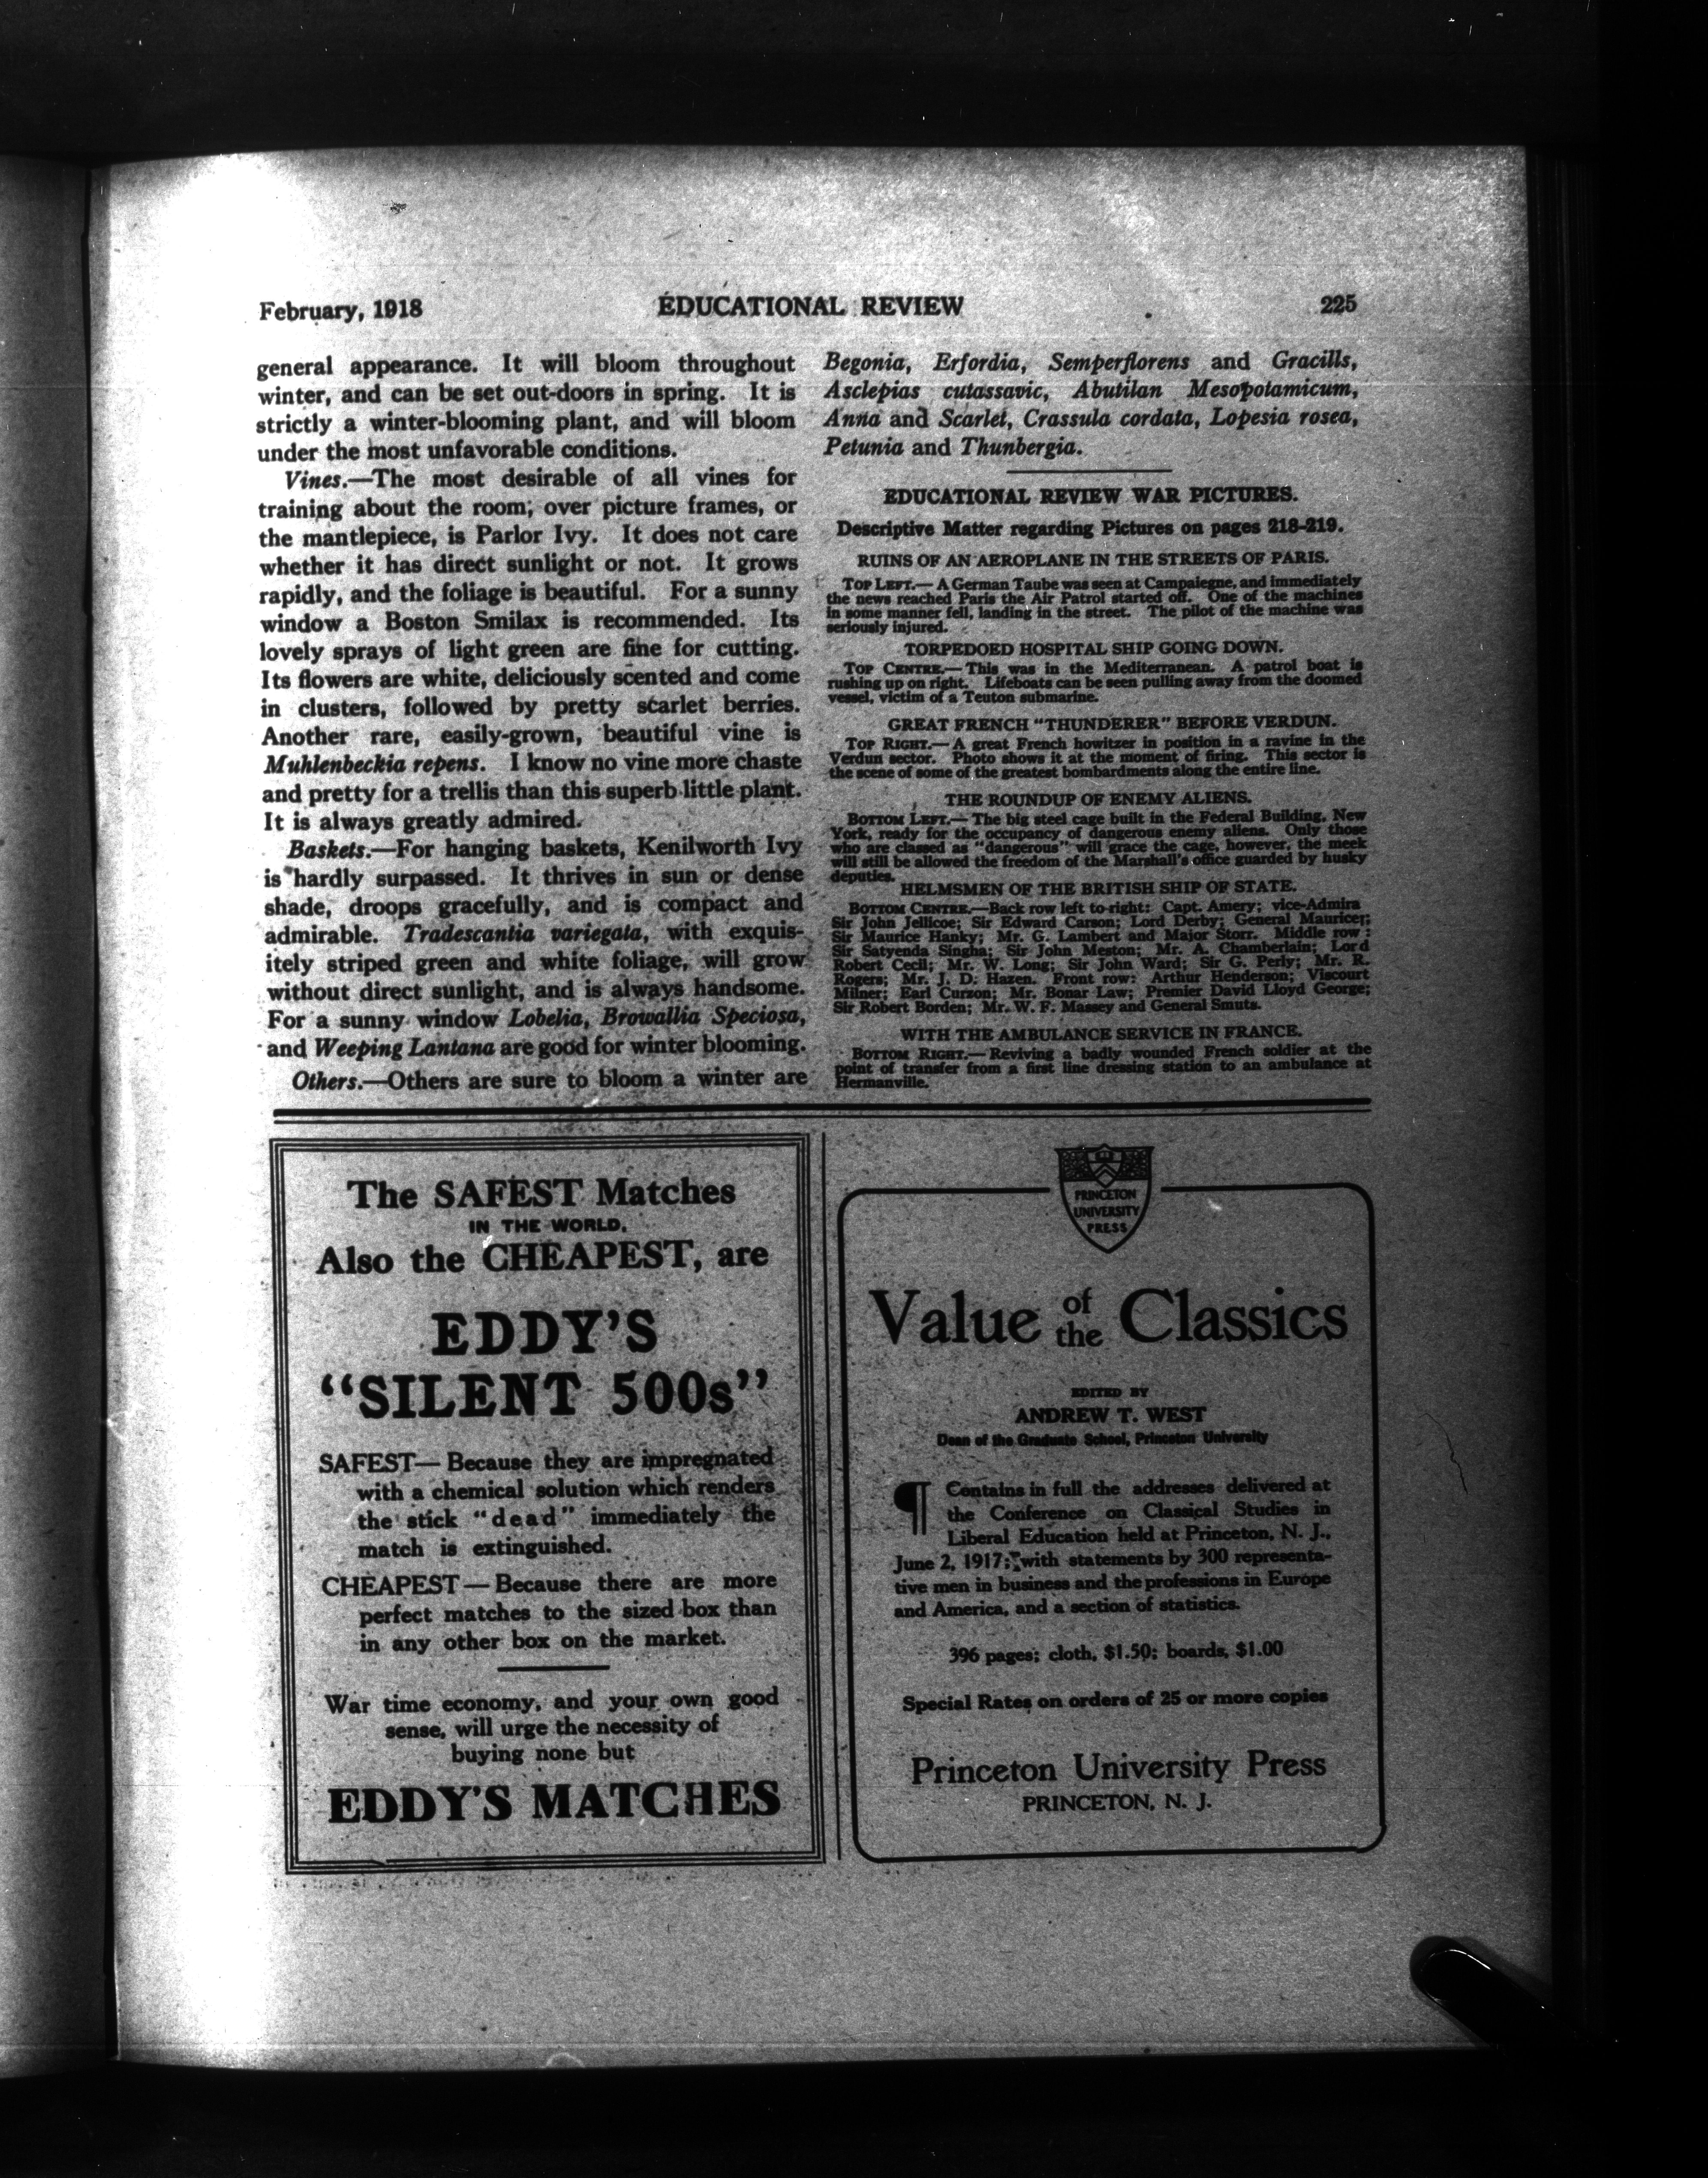 February, 1918
EDUCATIONAL REVIEW
225
general appearance. It will bloom throughout
winter, and can be set out-doors in spring. It is
strictly a winter-blooming plant, and will bloom
under the most unfavorable conditions.
Vines.—The most desirable of all vines for
training about the room, over picture frames, or
the mantlepiece, is Parlor Ivy. It does not care
whether it has direct sunlight or not. It grows
rapidly, and the foliage is beautiful. For a sunny
window a Boston Smilax is recommended. Its
lovely sprays of light green are fine for cutting.
Its flowers are white, deliciously scented and come
in clusters, followed by pretty scarlet berries.
Another rare, easily-grown, beautiful vine is
Muhlenbeckia repens. I know no vine more chaste
and pretty for a trellis than this superb little plant.
It is always greatly admired.
Baskets.—For hanging baskets, Kenilworth Ivy
is hardly surpassed. It thrives in sun or dense
shade, droops gracefully, and is compact and
admirable. Tradescantia variegata, with exquis-
itely striped green and white foliage, will grow
without direct sunlight, and is always handsome.
For a sunny window Lobelia, Browallia Speciosa,
and Weeping Lantana are good for winter blooming.
Others.—Others are sure to bloom a winter are
Begonia, Erfordia, Semperflorens and Gracills,
Asclepias cutassavic, Abutilan Mesopotamicum,
Anna and Scarlet, Crassula cordata, Lopesia rosea,
Petunia and Thunbergia.
EDUCATIONAL REVIEW WAR PICTURES.
Descriptive Matter regarding Pictures on pages 218-219.
RUINS OF AN AEROPLANE IN THE STREETS OF PARIS.
TOP LEFT.—A German Taube was seen at Campaiegne, and immediately
the news reached Paris the Air Patrol started off. One of the machines
in some manner fell, landing in the street. The pilot of the machine was
seriously injured.
TORPEDOED HOSPITAL SHIP GOING DOWN.
TOP CENTRE.—This was in the Mediterranean. A patrol boat is
rushing up on right. Lifeboats can be seen pulling away from the doomed
vessel, victim of a Teuton submarine.
GREAT FRENCH "THUNDERER" BEFORE VERDUN.
TOP RIGHT.—A great French howitzer in position in a ravine in the
Verdun sector. Photo shows it at the moment of firing. This sector is
the scene of some of the greatest bombardments along the entire line.
THE ROUNDUP OF ENEMY ALIENS.
BOTTOM LEFT.—The big steel cage built in the Federal Building, New
York, ready for the occupancy of dangerous enemy aliens. Only those
who are classed as "dangerous" will grace the cage, however, the meek
will still be allowed the freedom of the Marshall's office guarded by husky
deputies.
HELMSMEN OF THE BRITISH SHIP OF STATE.
BOTTOM CENTRE.—Back row left to right: Capt. Amery; vice-Admira
Sir John Jellicoe; Sir Edward Carson; Lord Derby; General Mauricer;
Sir Maurice Hanky; Mr. G. Lambert and Major Storr. Middle row:
Sir Satyenda Singha; Sir John Meston; Mr. A. Chamberlain; Lord
Robert Cecil; Mr. W. Long; Sir John Ward; Sir G. Perly; Mr. R.
Rogers; Mr. J. D. Hazen. Front row: Arthur Henderson; Viscourt
Milner; Earl Curzon; Mr. Bonar Law; Premier David Lloyd George;
Sir Robert Borden; Mr. W. F. Massey and General Smuts.
WITH THE AMBULANCE SERVICE IN FRANCE.
BOTTOM RIGHT.—Reviving a badly wounded French soldier at the
point of transfer from a first line dressing station to an ambulance at
Hermanville.
The SAFEST Matches
IN THE WORLD,
Also the CHEAPEST, are
EDDY'S
"SILENT 500s"
SAFEST—Because they are impregnated
with a chemical solution which renders
the stick "dead" immediately the
match is extinguished.
CHEAPEST—Because there are more
perfect matches to the sized box than
in any other box on the market.
War time economy, and your own good
sense, will urge the necessity of
buying none but
EDDY'S MATCHES
PRINCETON
UNIVERSITY
PRESS
Value of the Classics
EDITED BY
ANDREW T. WEST
Dean of the Graduate School, Princeton University
¶ Contains in full the addresses delivered at
the Conference on Classical Studies in
Liberal Education held at Princeton, N. J.,
June 2, 1917; with statements by 300 representa-
tive men in business and the professions in Europe
and America, and a section of statistics.
396 pages; cloth, $1.50; boards, $1.00
Special Rates on orders of 25 or more copies
Princeton University Press
PRINCETON, N. J.